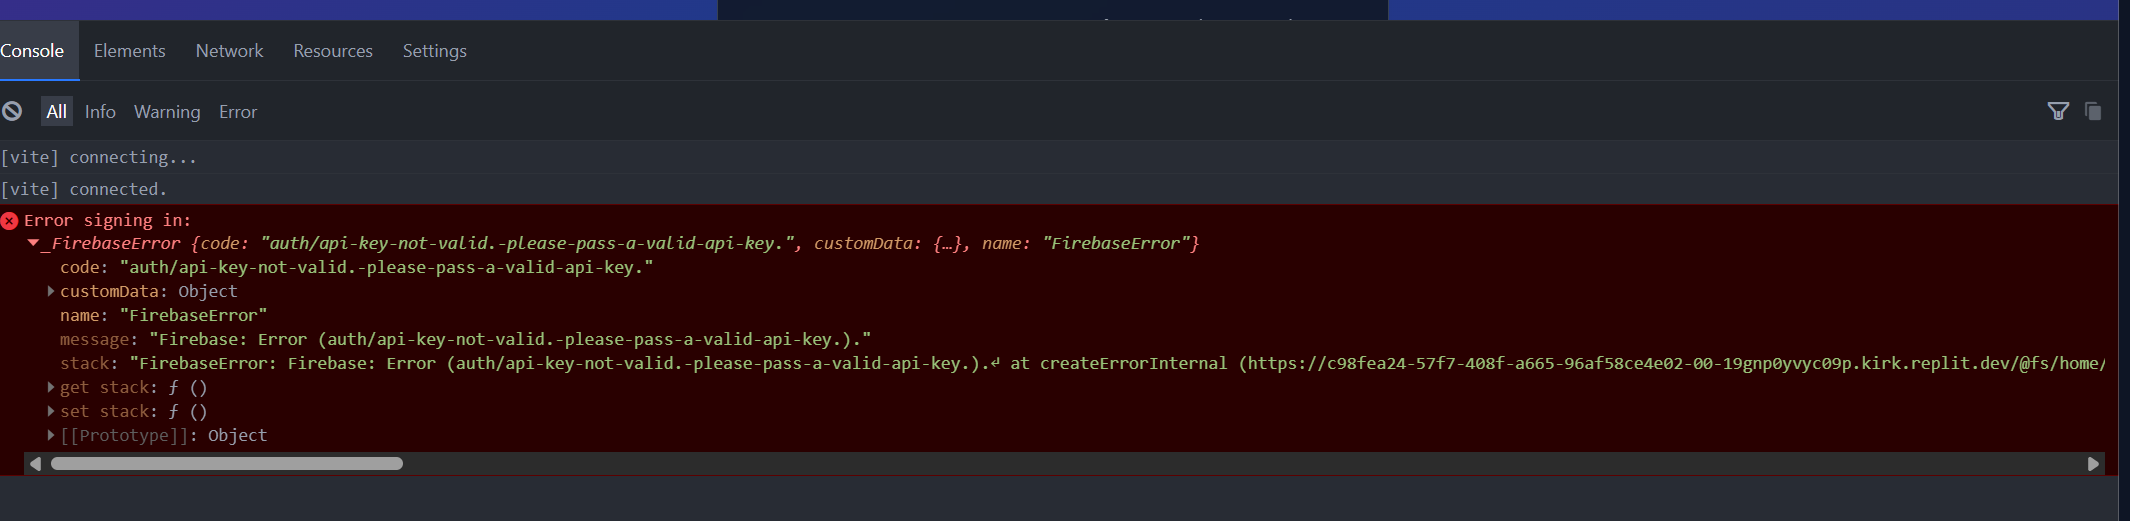 Console Elements Network Resources Settings
All Info Warning Error
[vite] connecting...
[vite] connected.
Error signing in:
_FirebaseError {code: "auth/api-key-not-valid.-please-pass-a-valid-api-key.", customData: {…}, name: "FirebaseError"}
code: "auth/api-key-not-valid.-please-pass-a-valid-api-key."
customData: Object
name: "FirebaseError"
message: "Firebase: Error (auth/api-key-not-valid.-please-pass-a-valid-api-key.)."
stack: "FirebaseError: Firebase: Error (auth/api-key-not-valid.-please-pass-a-valid-api-key.).↵ at createErrorInternal (https://c98fea24-57f7-408f-a665-96af58ce4e02-00-19gnp0yvyc09p.kirk.replit.dev/@fs/home/
get stack: ƒ ()
set stack: ƒ ()
[[Prototype]]: Object